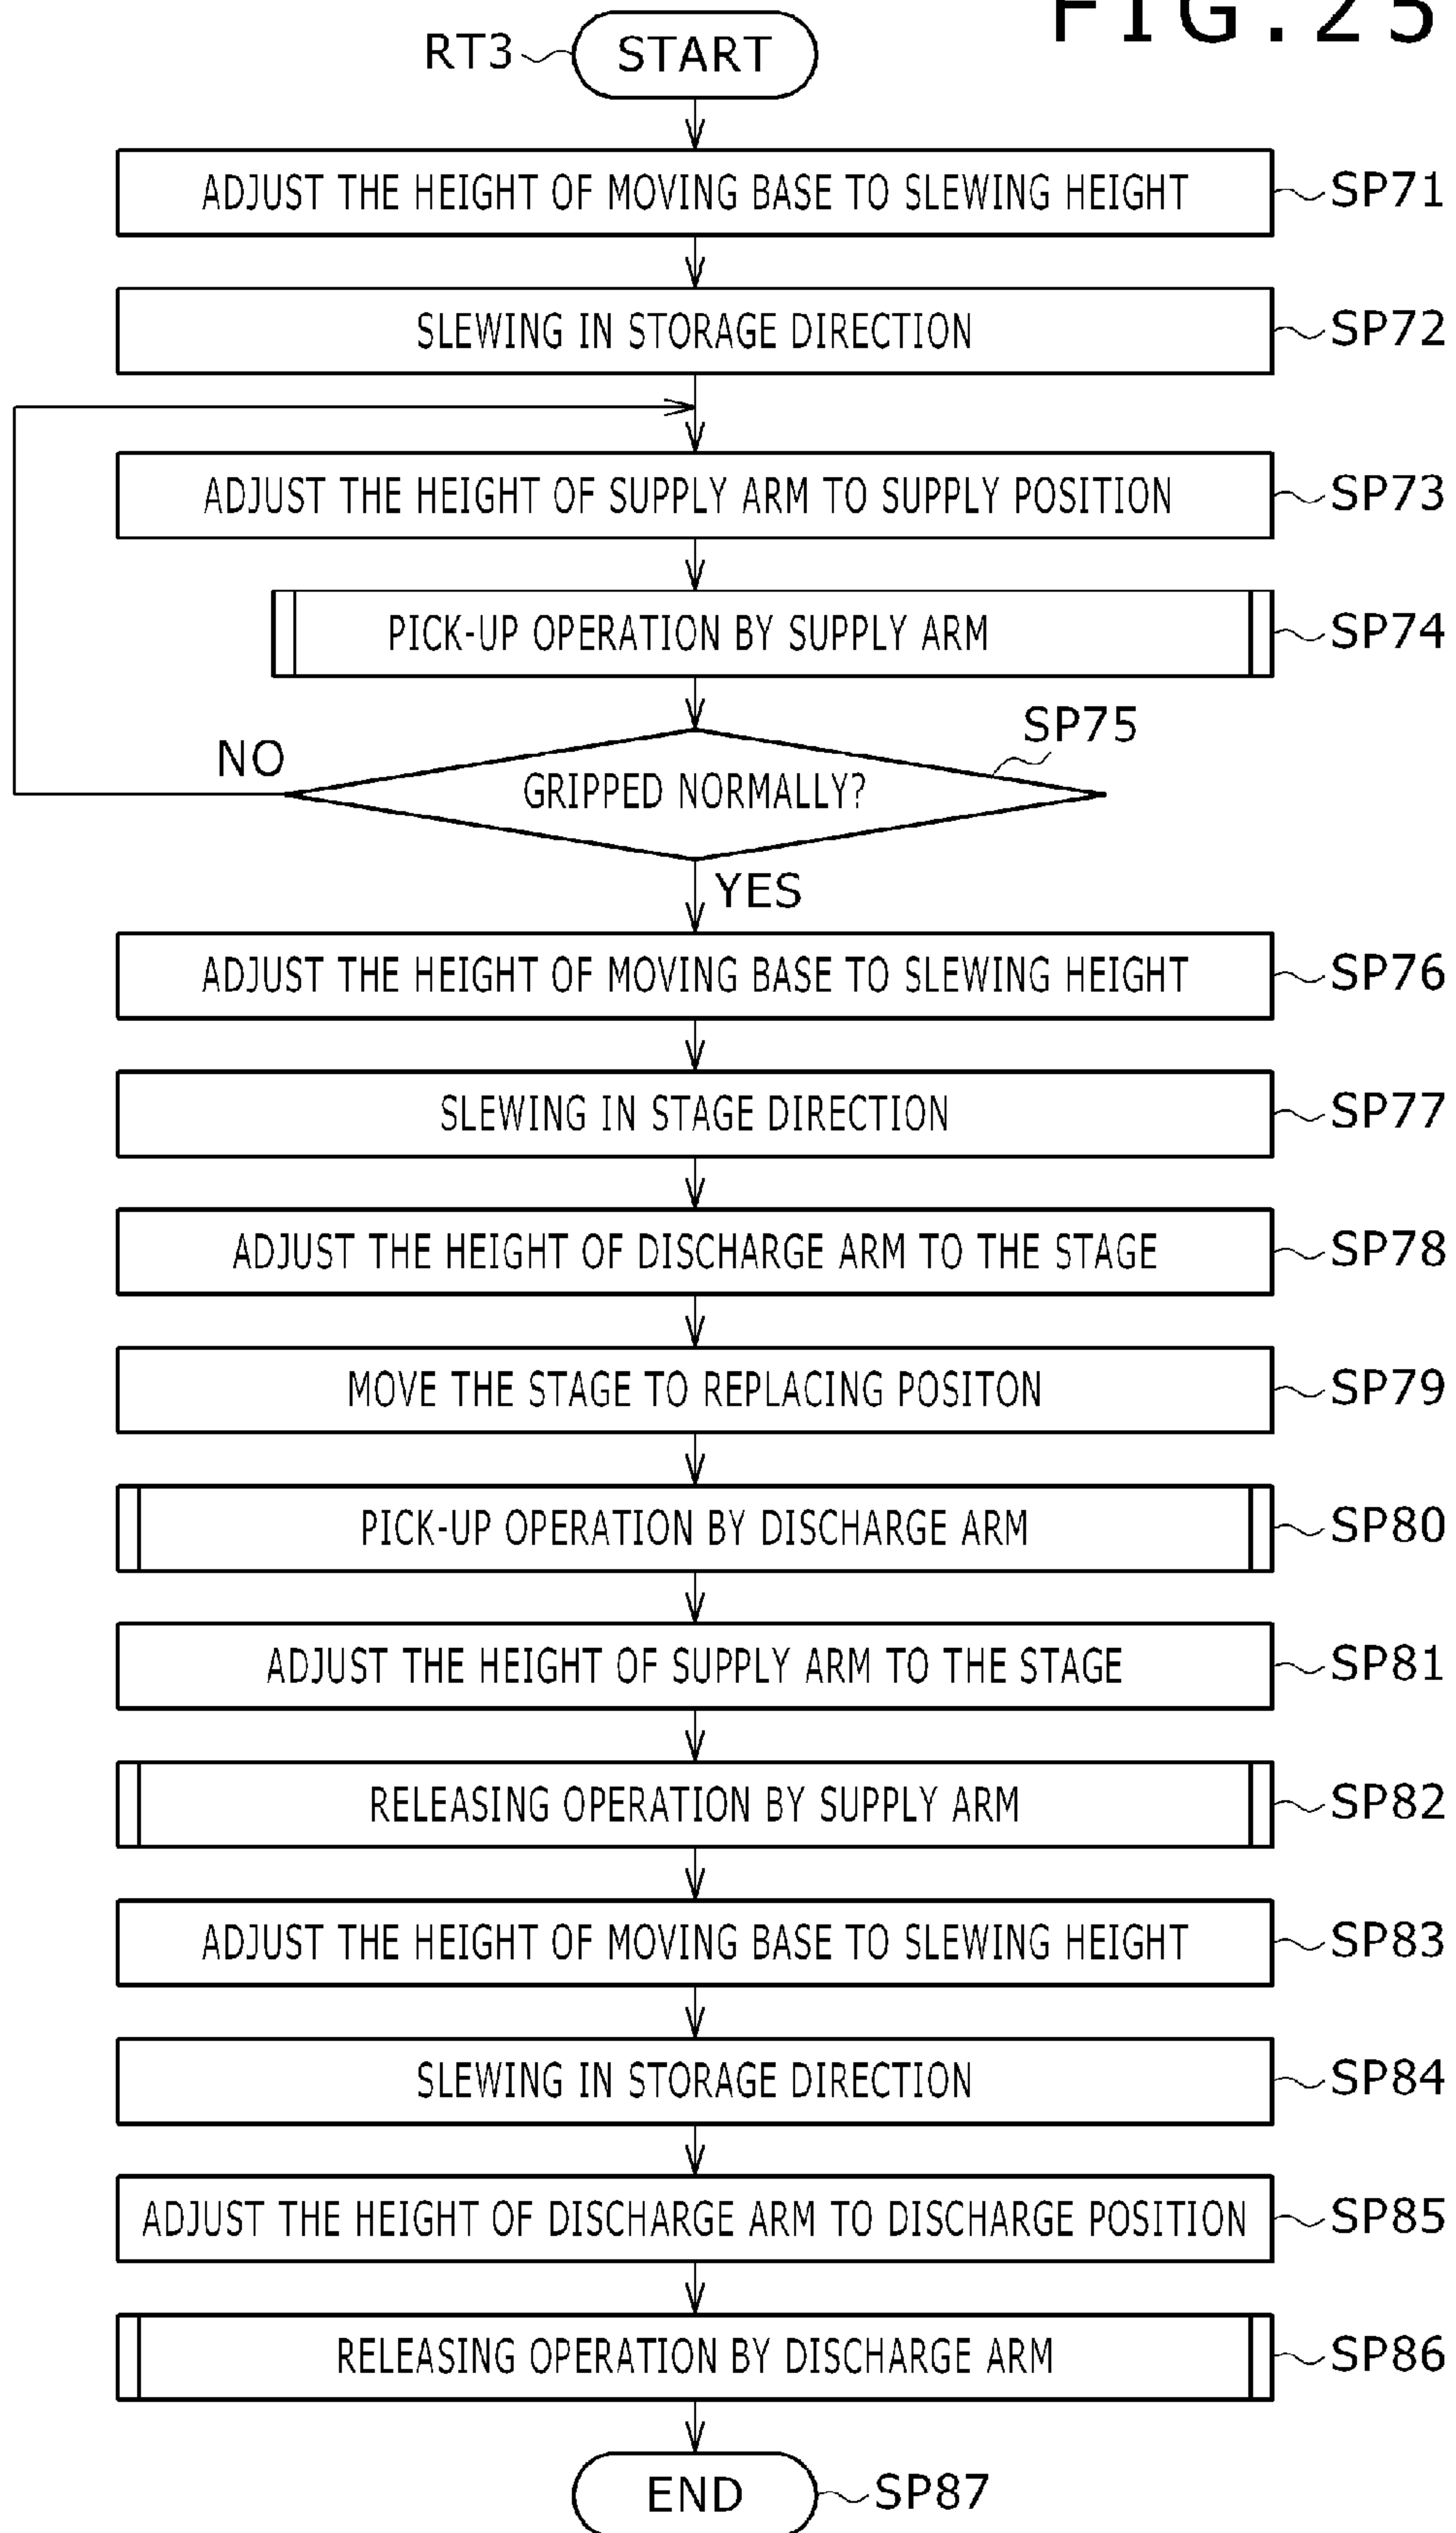 FIG.25
RT3 START
ADJUST THE HEIGHT OF MOVING BASE TO SLEWING HEIGHT SP71
SLEWING IN STORAGE DIRECTION SP72
ADJUST THE HEIGHT OF SUPPLY ARM TO SUPPLY POSITION SP73
PICK-UP OPERATION BY SUPPLY ARM SP74
SP75
NO
GRIPPED NORMALLY?
YES
ADJUST THE HEIGHT OF MOVING BASE TO SLEWING HEIGHT SP76
SLEWING IN STAGE DIRECTION SP77
ADJUST THE HEIGHT OF DISCHARGE ARM TO THE STAGE SP78
MOVE THE STAGE TO REPLACING POSITON SP79
PICK-UP OPERATION BY DISCHARGE ARM SP80
ADJUST THE HEIGHT OF SUPPLY ARM TO THE STAGE SP81
RELEASING OPERATION BY SUPPLY ARM SP82
ADJUST THE HEIGHT OF MOVING BASE TO SLEWING HEIGHT SP83
SLEWING IN STORAGE DIRECTION SP84
ADJUST THE HEIGHT OF DISCHARGE ARM TO DISCHARGE POSITION SP85
RELEASING OPERATION BY DISCHARGE ARM SP86
END SP87